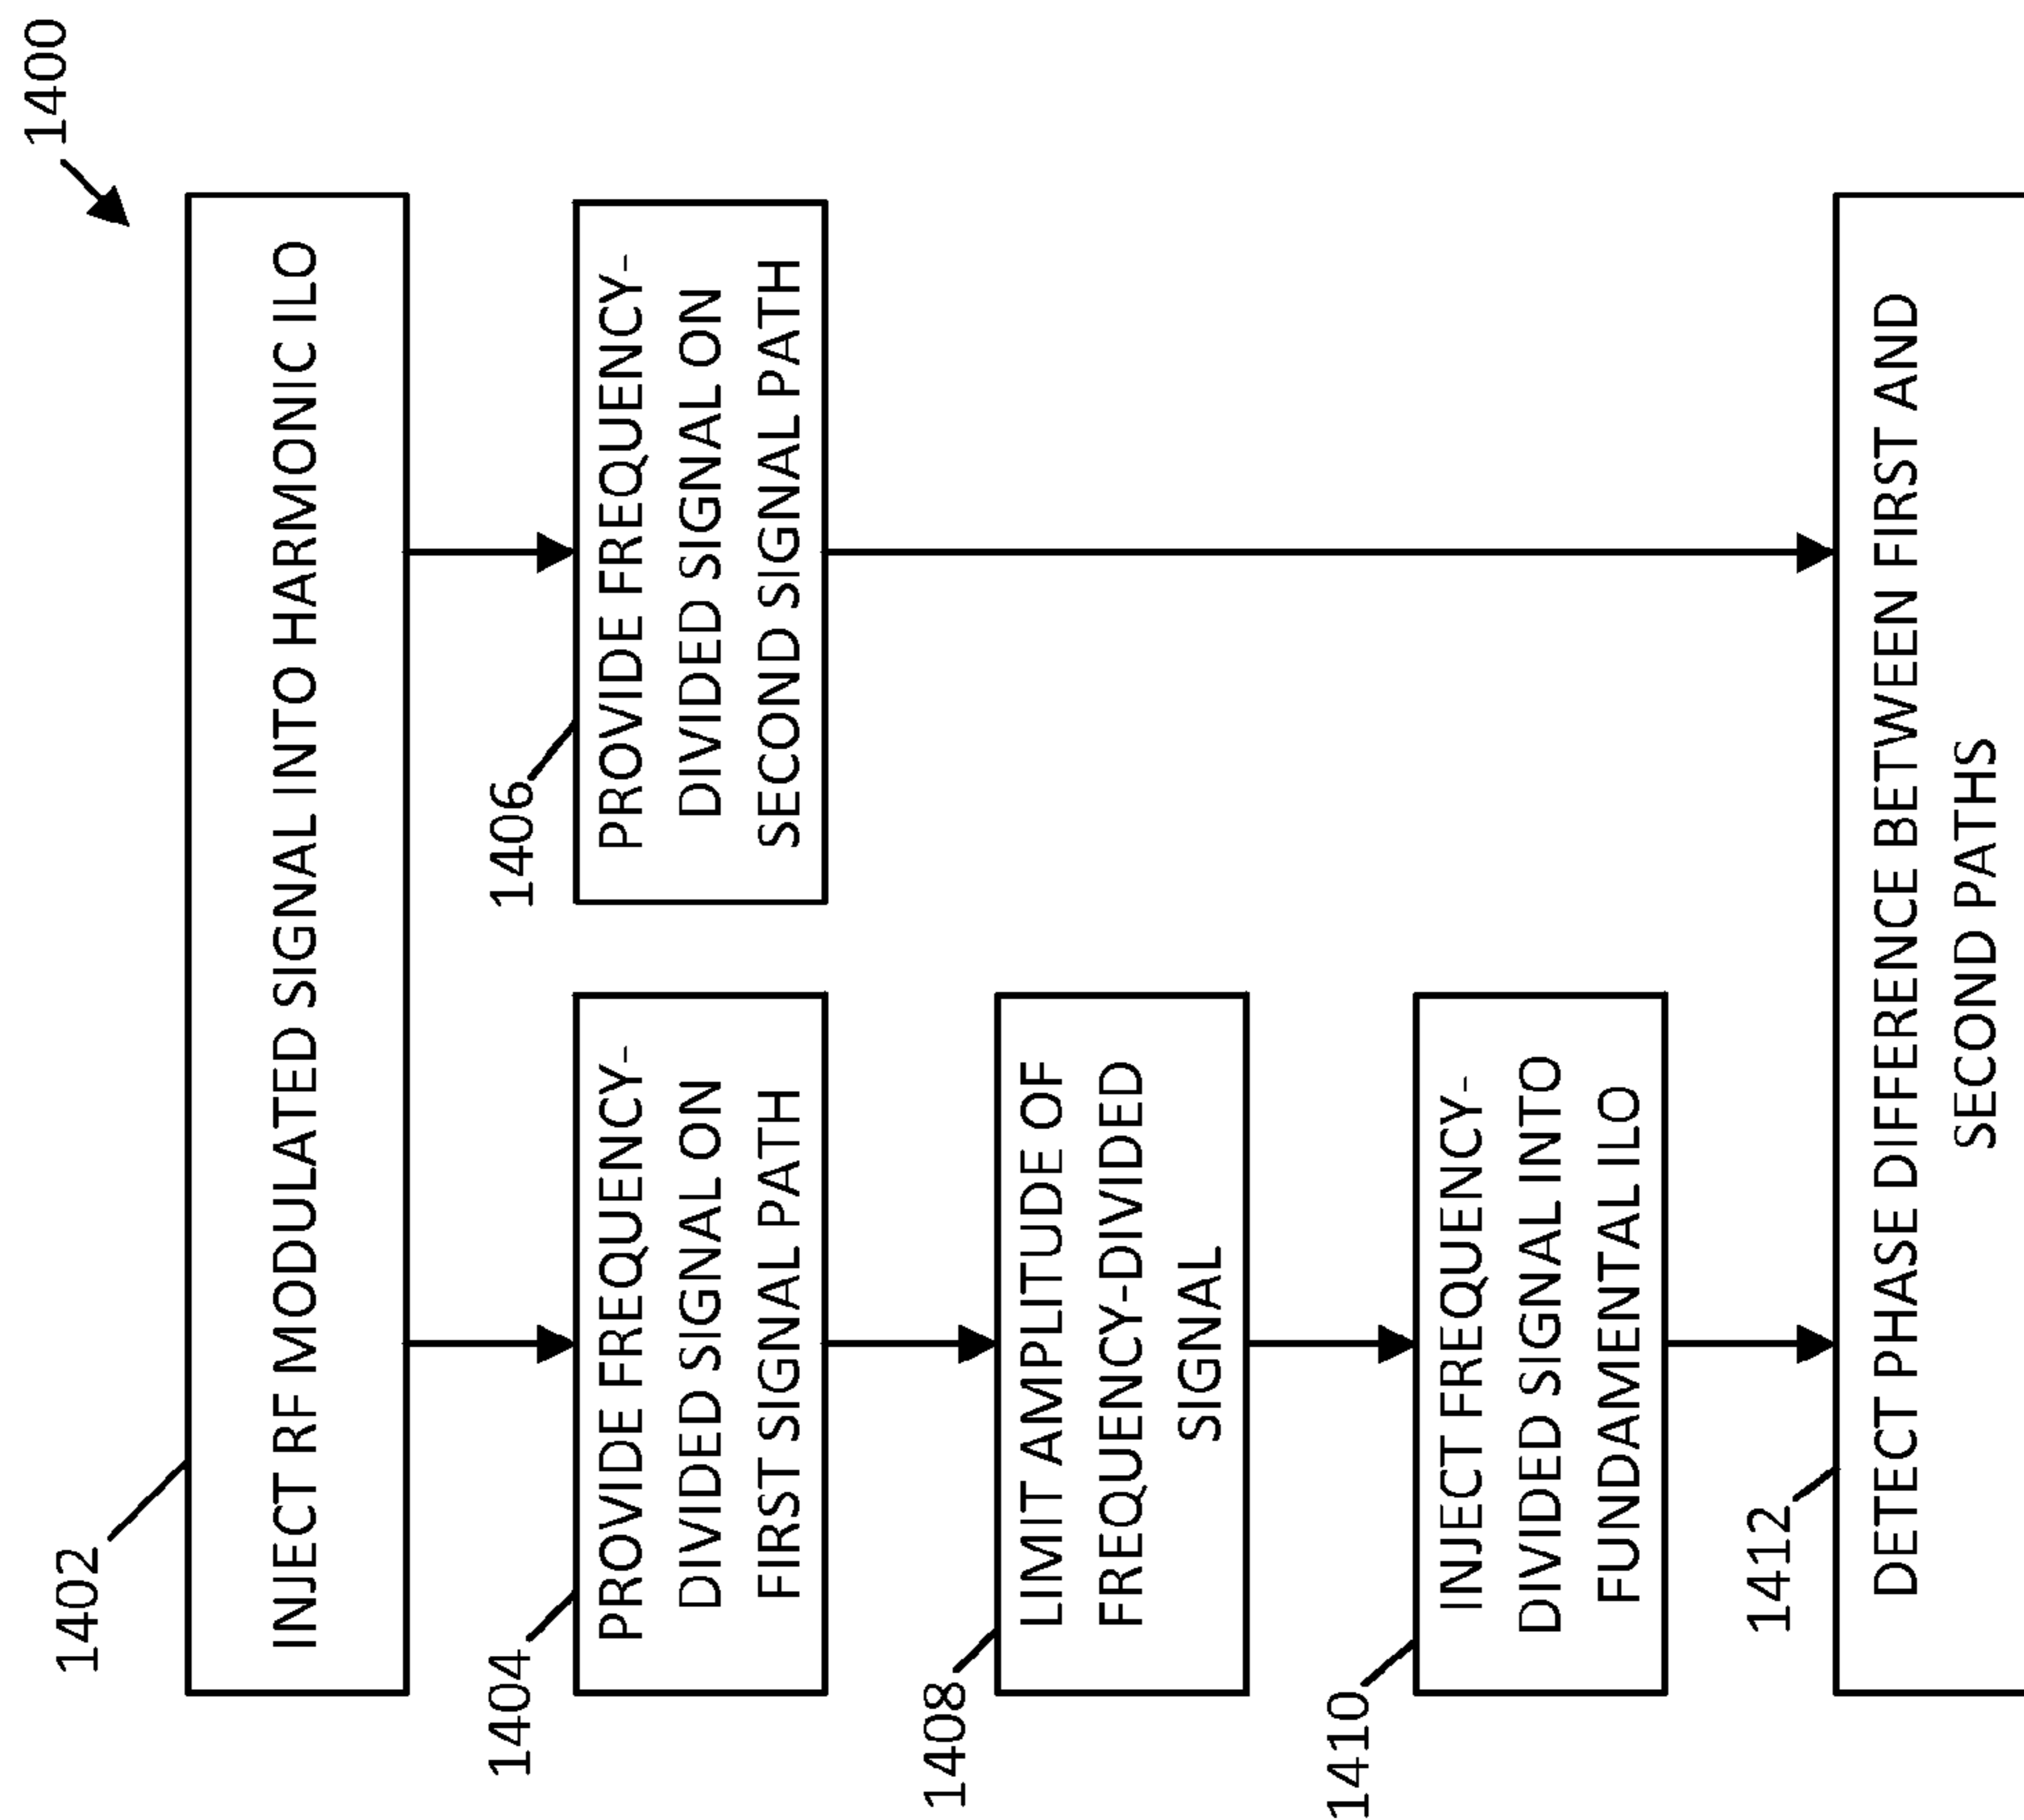 1400
1402
INJECT RF MODULATED SIGNAL INTO HARMONIC ILO
1404
PROVIDE FREQUENCY-
DIVIDED SIGNAL ON
FIRST SIGNAL PATH
1406
PROVIDE FREQUENCY-
DIVIDED SIGNAL ON
SECOND SIGNAL PATH
1408
LIMIT AMPLITUDE OF
FREQUENCY-DIVIDED
SIGNAL
1410
INJECT FREQUENCY-
DIVIDED SIGNAL INTO
FUNDAMENTAL ILO
1412
DETECT PHASE DIFFERENCE BETWEEN FIRST AND
SECOND PATHS